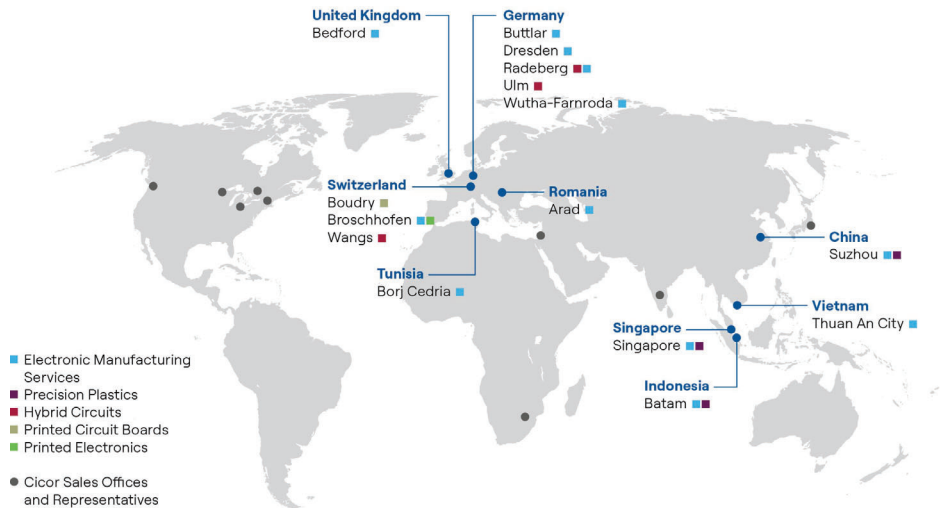 United Kingdom
Bedford
Germany
Buttlar
Dresden
Radeberg
Ulm
Wutha-Farnroda
Switzerland
Boudry
Broschhofen
Wangs
Romania
Arad
Tunisia
Borj Cedria
China
Suzhou
Vietnam
Thuan An City
Singapore
Singapore
Indonesia
Batam
Electronic Manufacturing
Services
Precision Plastics
Hybrid Circuits
Printed Circuit Boards
Printed Electronics
Cicor Sales Offices
and Representatives